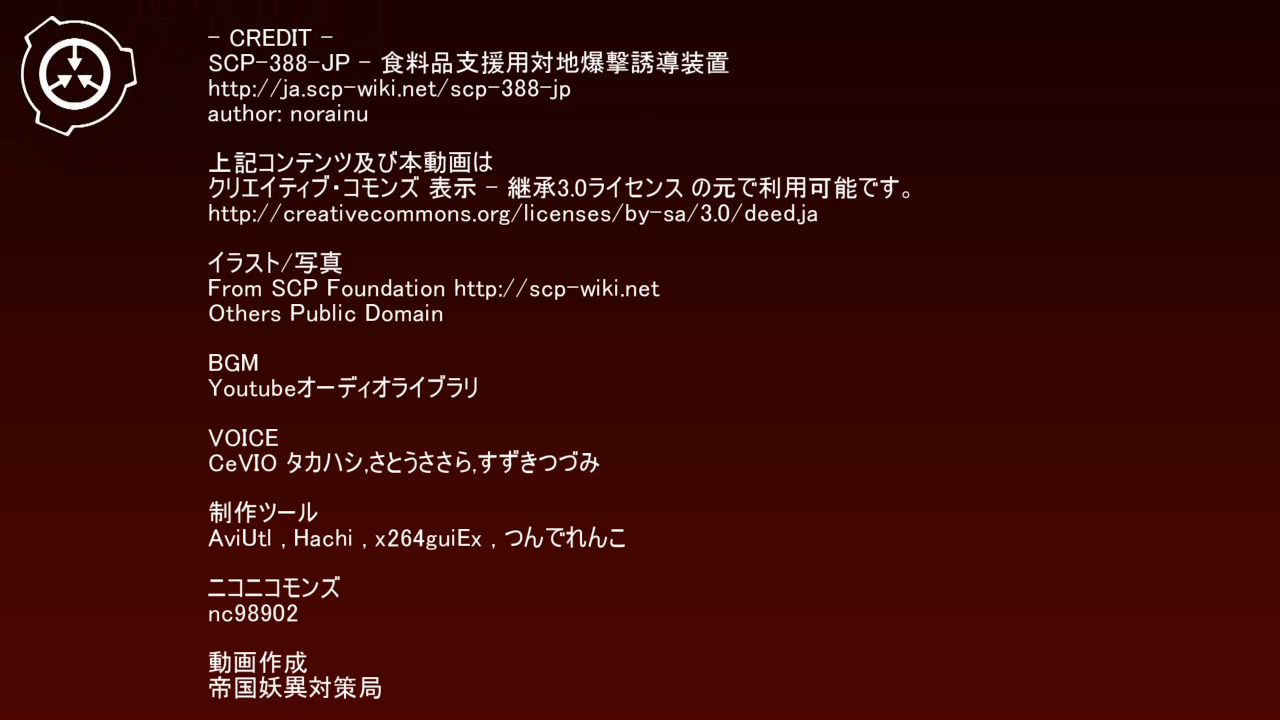 - CREDIT -
SCP-388-JP - 食料品支援用対地爆撃誘導装置
http://ja.scp-wiki.net/scp-388-jp
author: norainu
上記コンテンツ及び本動画は
クリエイティブ・コモンズ 表示 - 継承3.0ライセンス の元で利用可能です。
http://creativecommons.org/licenses/by-sa/3.0/deed.ja
イラスト/写真
From SCP Foundation http://scp-wiki.net
Others Public Domain
BGM
Youtubeオーディオライブラリ
VOICE
CeVIO タカハシ,さとうささら,すずきつづみ
制作ツール
AviUtl , Hachi , x264guiEx , つんでれんこ
ニコニコモンズ
nc98902
動画作成
帝国妖異対策局